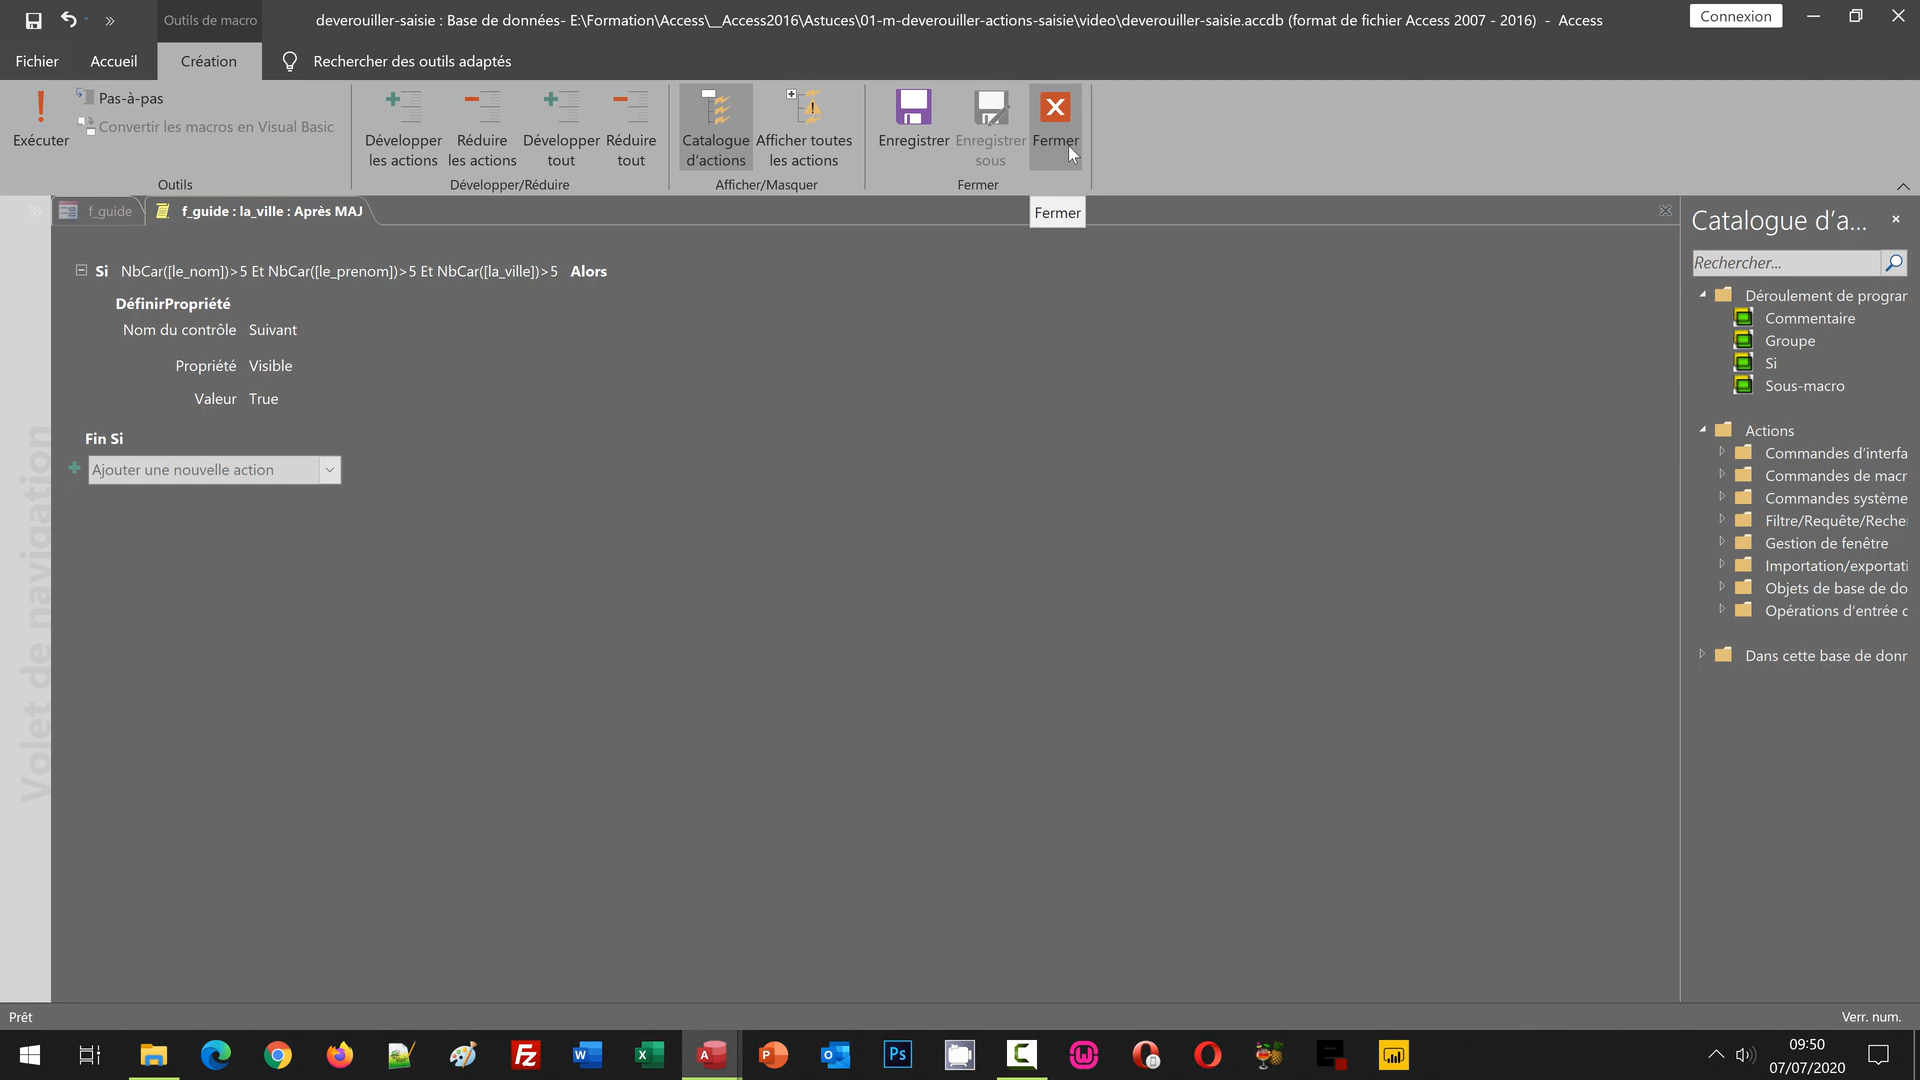 Outils de macro
deverouiller-saisie : Base de données- E:\Formation\Access\__Access2016\Astuces\01-m-deverouiller-actions-saisie\video\deverouiller-saisie.accdb (format de fichier Access 2007 - 2016) - Access
Connexion
Fichier
Accueil
Création
Rechercher des outils adaptés
Exécuter
Pas-à-pas
Convertir les macros en Visual Basic
Outils
Développer les actions
Réduire les actions
Développer tout
Réduire tout
Développer/Réduire
Catalogue d'actions
Afficher toutes les actions
Afficher/Masquer
Enregistrer
Enregistrer sous
Fermer
Fermer
Fermer
f_guide
f_guide : la_ville : Après MAJ
Volet de navigation
Si NbCar([le_nom])>5 Et NbCar([le_prenom])>5 Et NbCar([la_ville])>5 Alors
DéfinirPropriété
Nom du contrôle Suivant
Propriété Visible
Valeur True
Fin Si
Ajouter une nouvelle action
Catalogue d'a...
Rechercher...
Déroulement de progran
Commentaire
Groupe
Si
Sous-macro
Actions
Commandes d'interfa
Commandes de macr
Commandes système
Filtre/Requête/Reche
Gestion de fenêtre
Importation/exportati
Objets de base de do
Opérations d'entrée c
Dans cette base de donr
Prêt
Verr. num.
09:50
07/07/2020